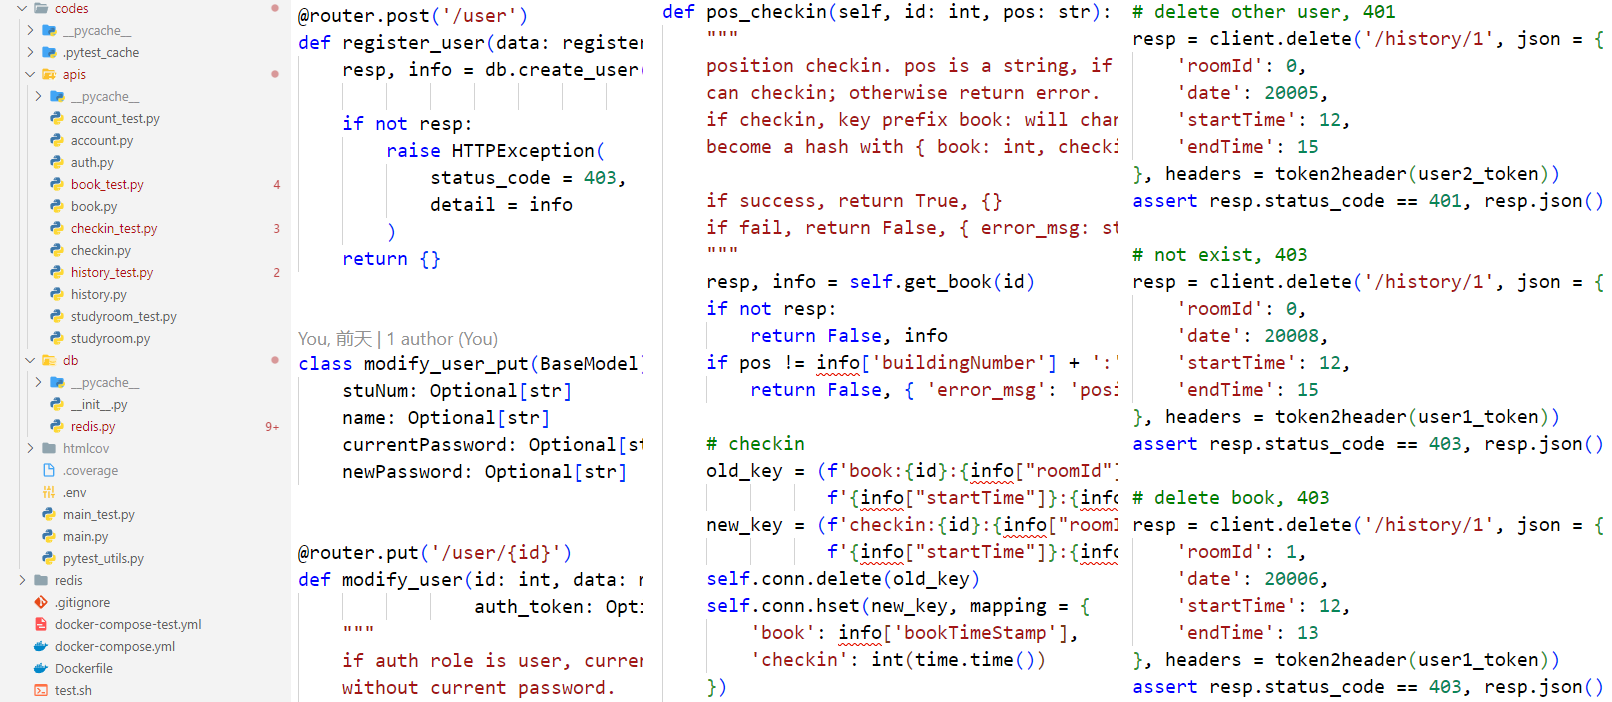 codes
__pycache__
.pytest_cache
apis
__pycache__
account_test.py
account.py
auth.py
book_test.py 4
book.py
checkin_test.py 3
checkin.py
history_test.py 2
history.py
studyroom_test.py
studyroom.py
db
__pycache__
__init__.py
redis.py 9+
htmlcov
.coverage
.env
main_test.py
main.py
pytest_utils.py
redis
.gitignore
docker-compose-test.yml
docker-compose.yml
Dockerfile
test.sh
@router.post('/user')
def register_user(data: register
resp, info = db.create_user(
if not resp:
raise HTTPException(
status_code = 403,
detail = info
)
return {}
You, 前天 | 1 author (You)
class modify_user_put(BaseModel)
stuNum: Optional[str]
name: Optional[str]
currentPassword: Optional[st
newPassword: Optional[str]
@router.put('/user/{id}')
def modify_user(id: int, data: m
auth_token: Opti
"""
if auth role is user, curren
without current password.
def pos_checkin(self, id: int, pos: str):
"""
position checkin. pos is a string, if
can checkin; otherwise return error.
if checkin, key prefix book: will chan
become a hash with { book: int, checki
if success, return True, {}
if fail, return False, { error_msg: st
"""
resp, info = self.get_book(id)
if not resp:
return False, info
if pos != info['buildingNumber'] + ':'
return False, { 'error_msg': 'posi
# checkin
old_key = (f'book:{id}:{info["roomId"]
f'{info["startTime"]}:{info
new_key = (f'checkin:{id}:{info["roomI
f'{info["startTime"]}:{info
self.conn.delete(old_key)
self.conn.hset(new_key, mapping = {
'book': info['bookTimeStamp'],
'checkin': int(time.time())
})
# delete other user, 401
resp = client.delete('/history/1', json = {
'roomId': 0,
'date': 20005,
'startTime': 12,
'endTime': 15
}, headers = token2header(user2_token))
assert resp.status_code == 401, resp.json()
# not exist, 403
resp = client.delete('/history/1', json = {
'roomId': 0,
'date': 20008,
'startTime': 12,
'endTime': 15
}, headers = token2header(user1_token))
assert resp.status_code == 403, resp.json()
# delete book, 403
resp = client.delete('/history/1', json = {
'roomId': 1,
'date': 20006,
'startTime': 12,
'endTime': 13
}, headers = token2header(user1_token))
assert resp.status_code == 403, resp.json()